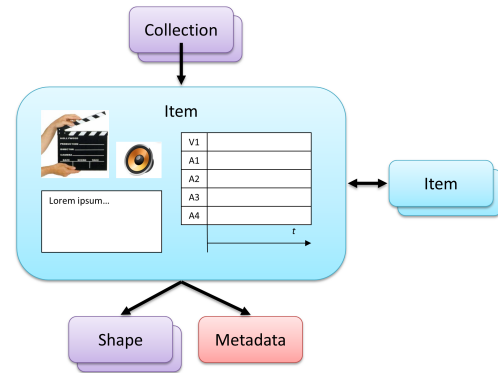 Collection
Item
V1
A1
A2
A3
A4
t
Lorem ipsum...
Item
Shape
Metadata